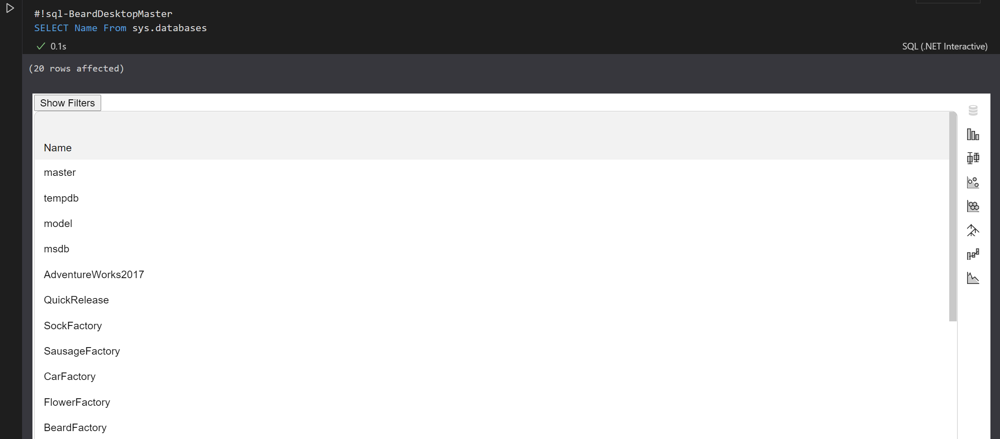 #!sql-BeardDesktopMaster
SELECT Name From sys.databases
0.1s
SQL (.NET Interactive)
(20 rows affected)
Show Filters
Name
master
tempdb
model
msdb
AdventureWorks2017
QuickRelease
SockFactory
SausageFactory
CarFactory
FlowerFactory
BeardFactory